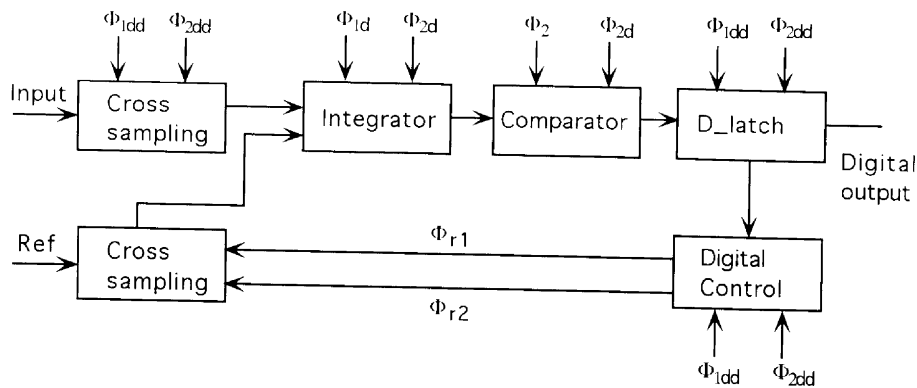 Φ1dd Φ2dd Φ1d Φ2d Φ2 Φ2d Φ1dd Φ2dd
Input
Cross
sampling
Integrator
Comparator
D_latch
Digital
output
Ref
Cross
sampling
Φr1
Φr2
Digital
Control
Φ1dd Φ2dd